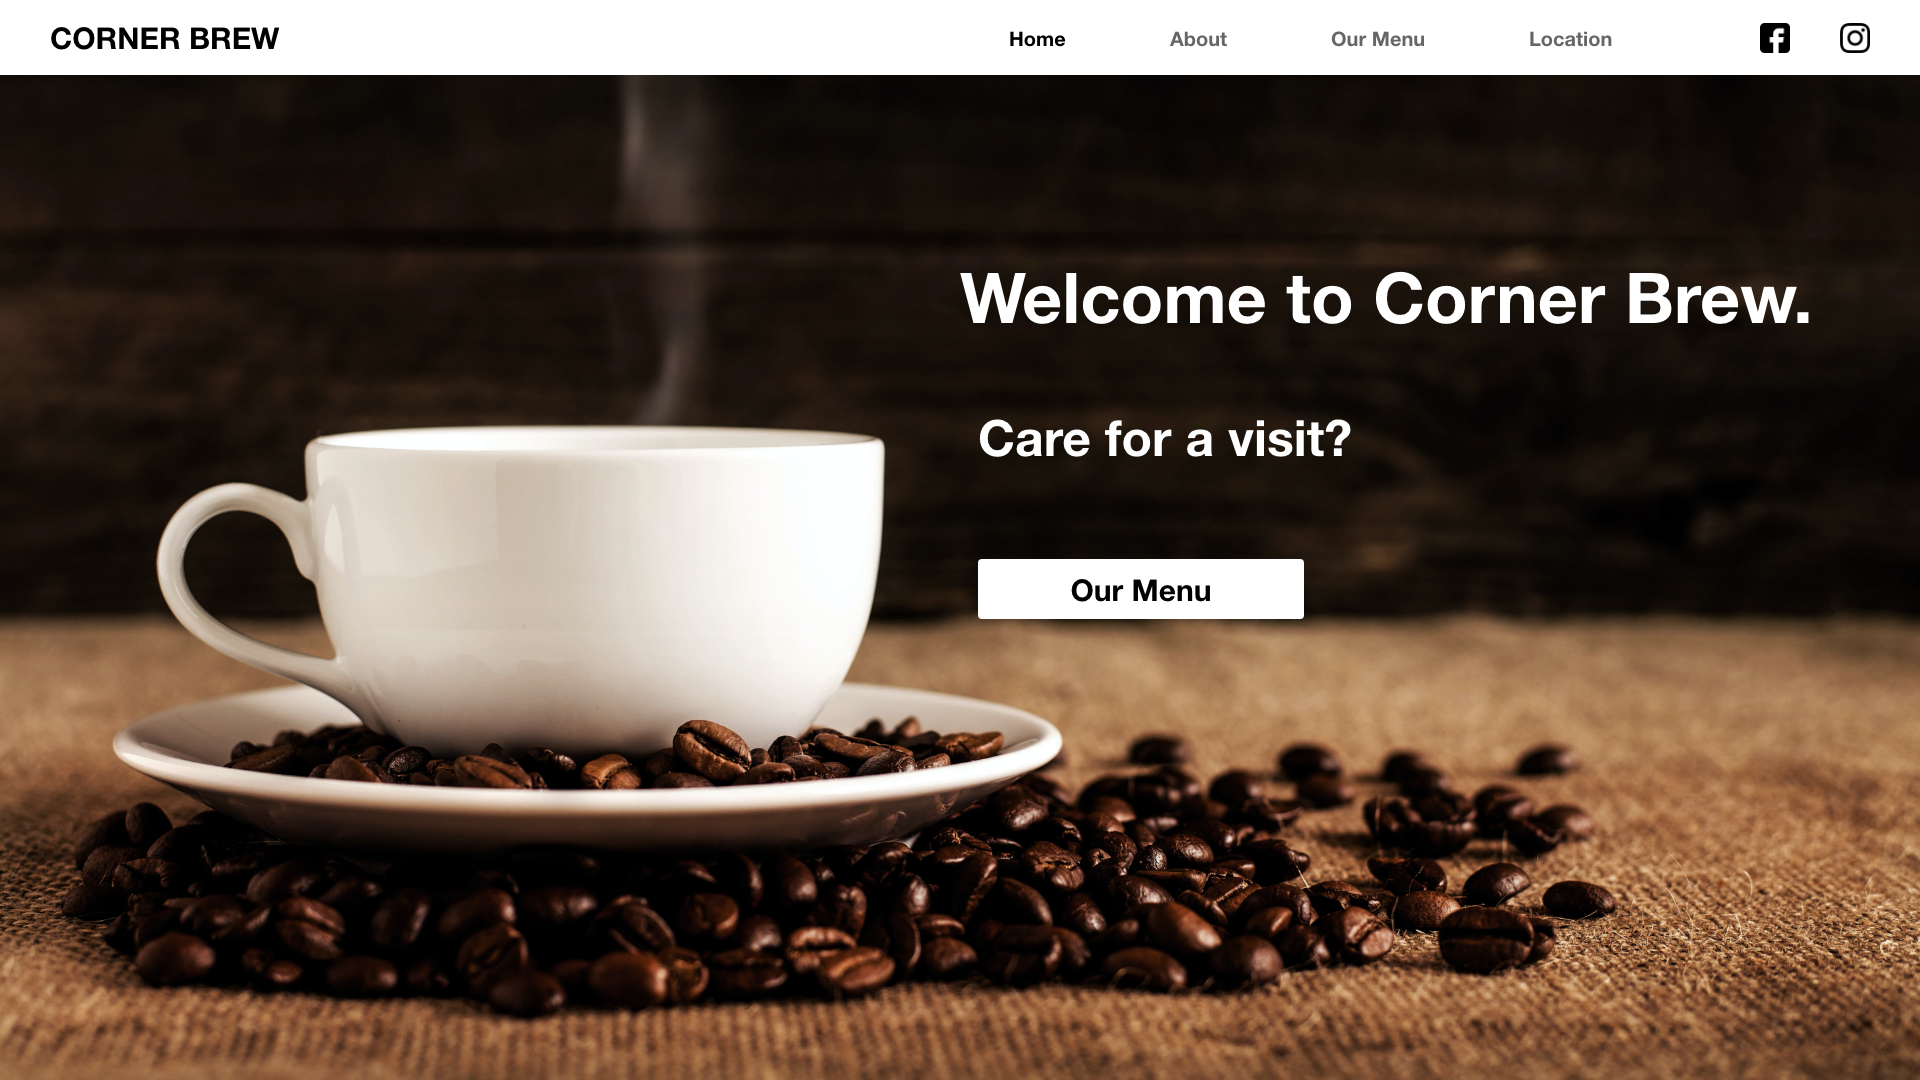 CORNER BREW
Home
About
Our Menu
Location
Welcome to Corner Brew.
Care for a visit?
Our Menu